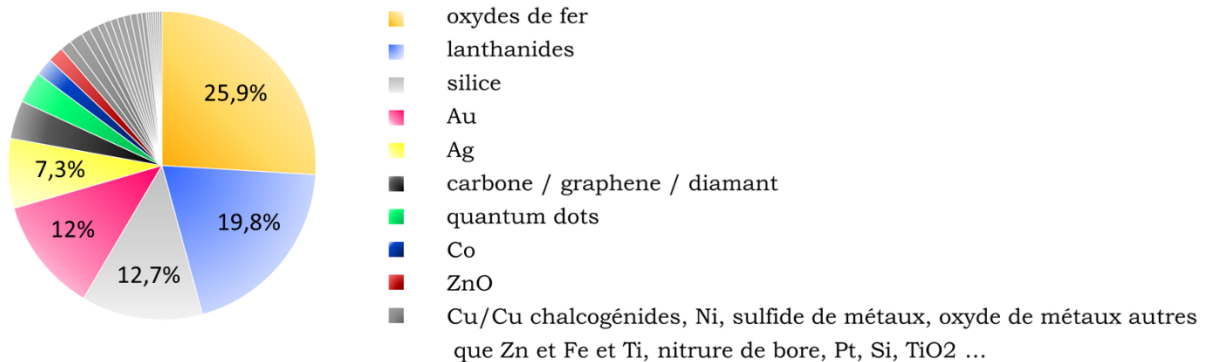 25,9%
19,8%
12,7%
12%
7,3%
oxydes de fer
lanthanides
silice
Au
Ag
carbone / graphene / diamant
quantum dots
Co
ZnO
Cu/Cu chalcogénides, Ni, sulfide de métaux, oxyde de métaux autres
que Zn et Fe et Ti, nitrure de bore, Pt, Si, TiO2 ...